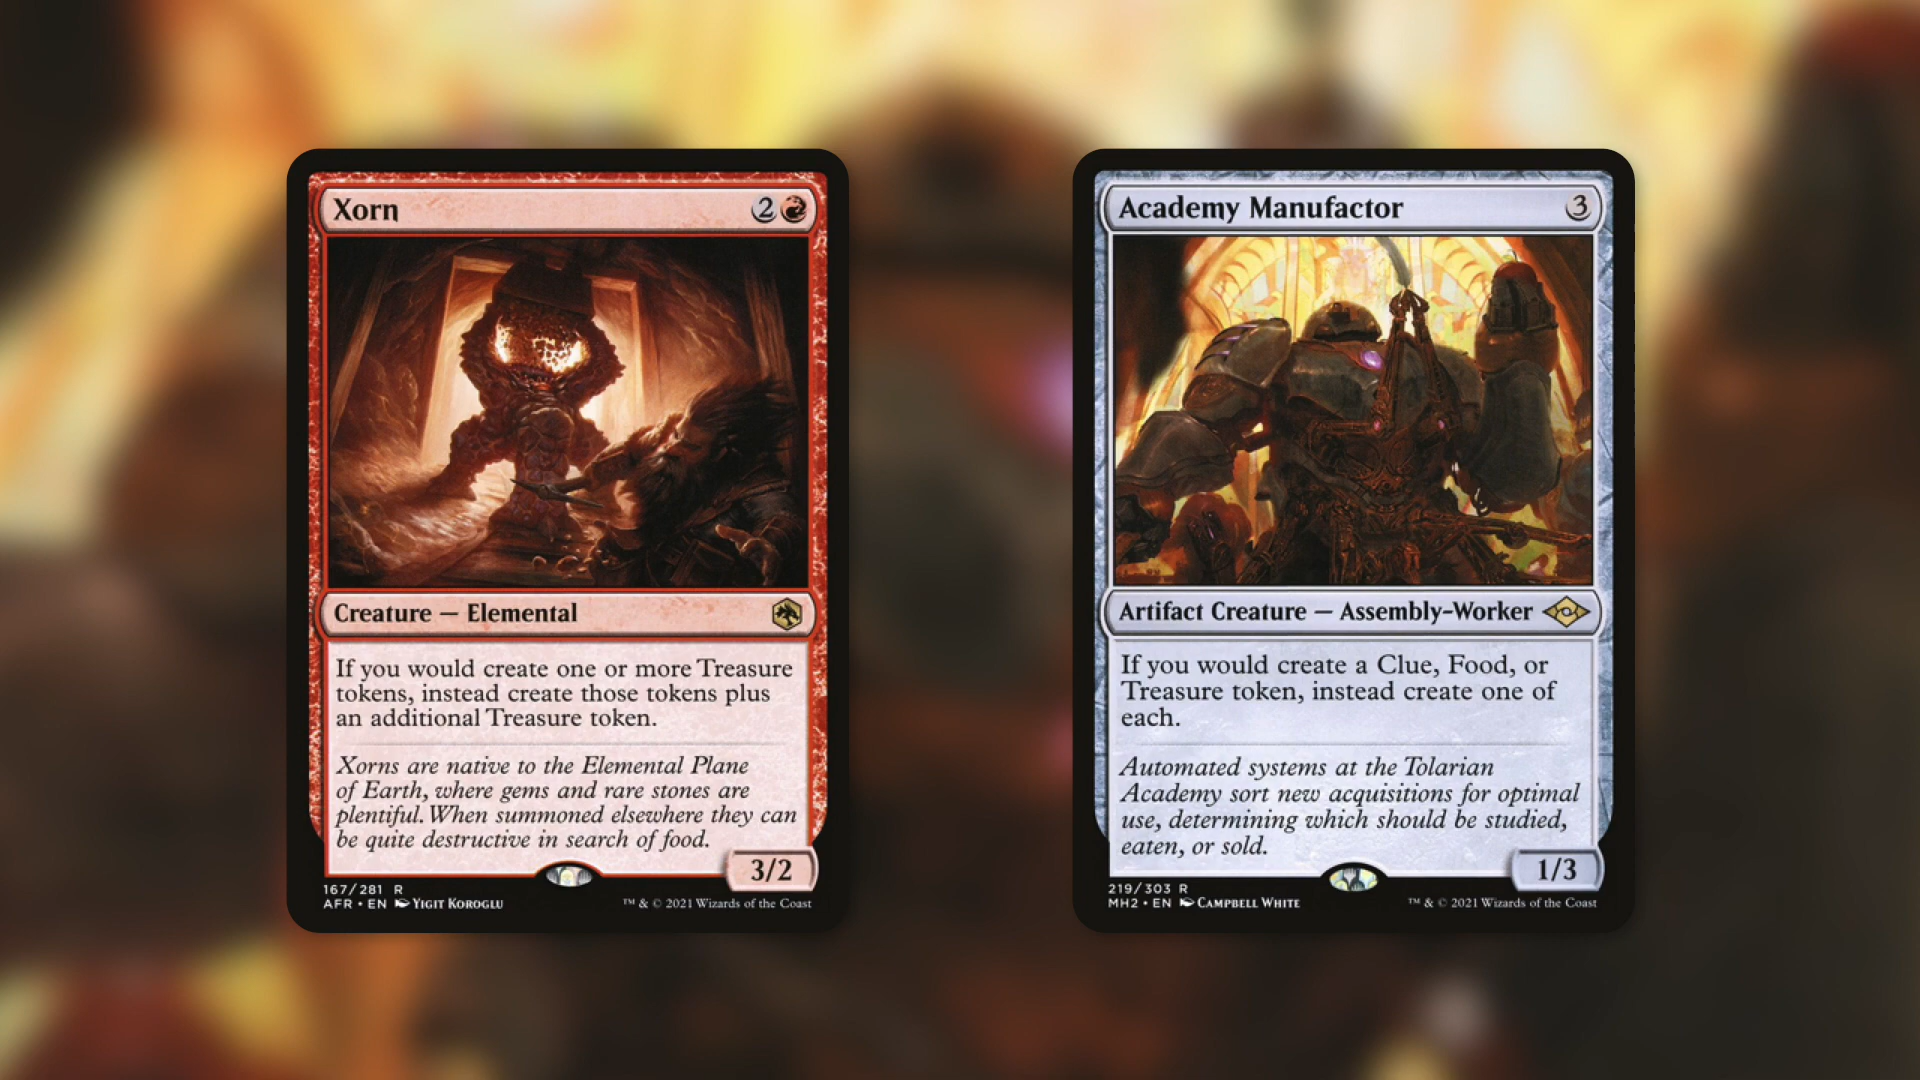 Xorn
2
Creature — Elemental
If you would create one or more Treasure
tokens, instead create those tokens plus
an additional Treasure token.
Xorns are native to the Elemental Plane
of Earth, where gems and rare stones are
plentiful. When summoned elsewhere they can
be quite destructive in search of food.
3/2
167/281 R
AFR • EN YIGIT KOROGLU
™ & © 2021 Wizards of the Coast
Academy Manufactor
3
Artifact Creature — Assembly-Worker
If you would create a Clue, Food, or
Treasure token, instead create one of
each.
Automated systems at the Tolarian
Academy sort new acquisitions for optimal
use, determining which should be studied,
eaten, or sold.
1/3
219/303 R
MH2 • EN CAMPBELL WHITE
™ & © 2021 Wizards of the Coast